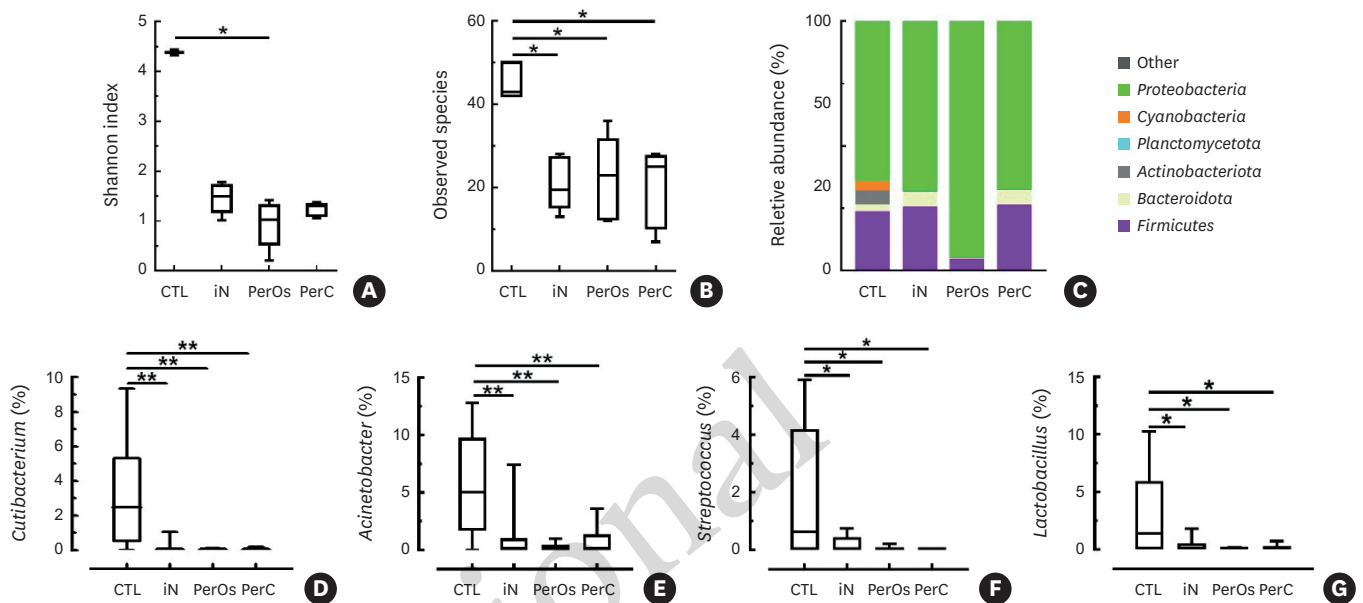 5
4
3
2
1
0
Shannon index
*
CTL
iN
PerOs
PerC
A
60
40
20
0
Observed species
*
*
*
CTL
iN
PerOs
PerC
B
100
50
20
0
Reletive abundance (%)
CTL
iN
PerOs
PerC
Other
Proteobacteria
Cyanobacteria
Planctomycetota
Actinobacteriota
Bacteroidota
Firmicutes
C
10
8
6
4
2
0
Cutibacterium (%)
**
**
**
CTL
iN
PerOs
PerC
D
15
10
5
0
Acinetobacter (%)
**
**
**
CTL
iN
PerOs
PerC
E
6
4
2
0
Streptococcus (%)
*
*
*
CTL
iN
PerOs
PerC
F
15
10
5
0
Lactobacillus (%)
*
*
*
CTL
iN
PerOs
PerC
G
ional